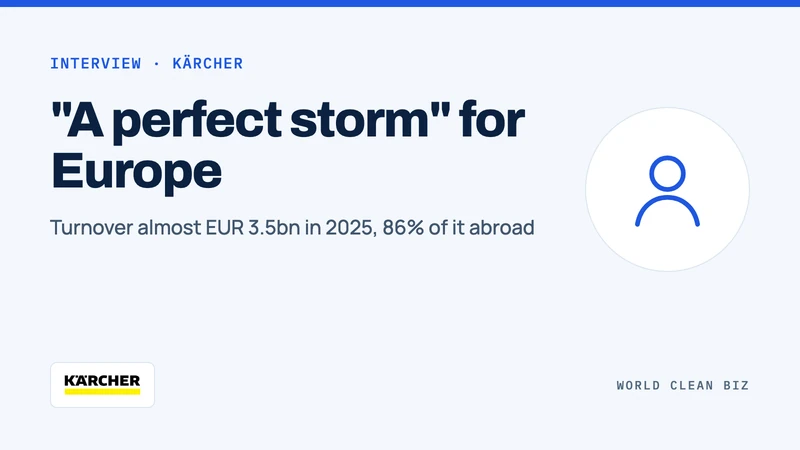 INTERVIEW · KÄRCHER
"A perfect storm" for
Europe
Turnover almost EUR 3.5bn in 2025, 86% of it abroad
KÄRCHER
WORLD CLEAN BIZ